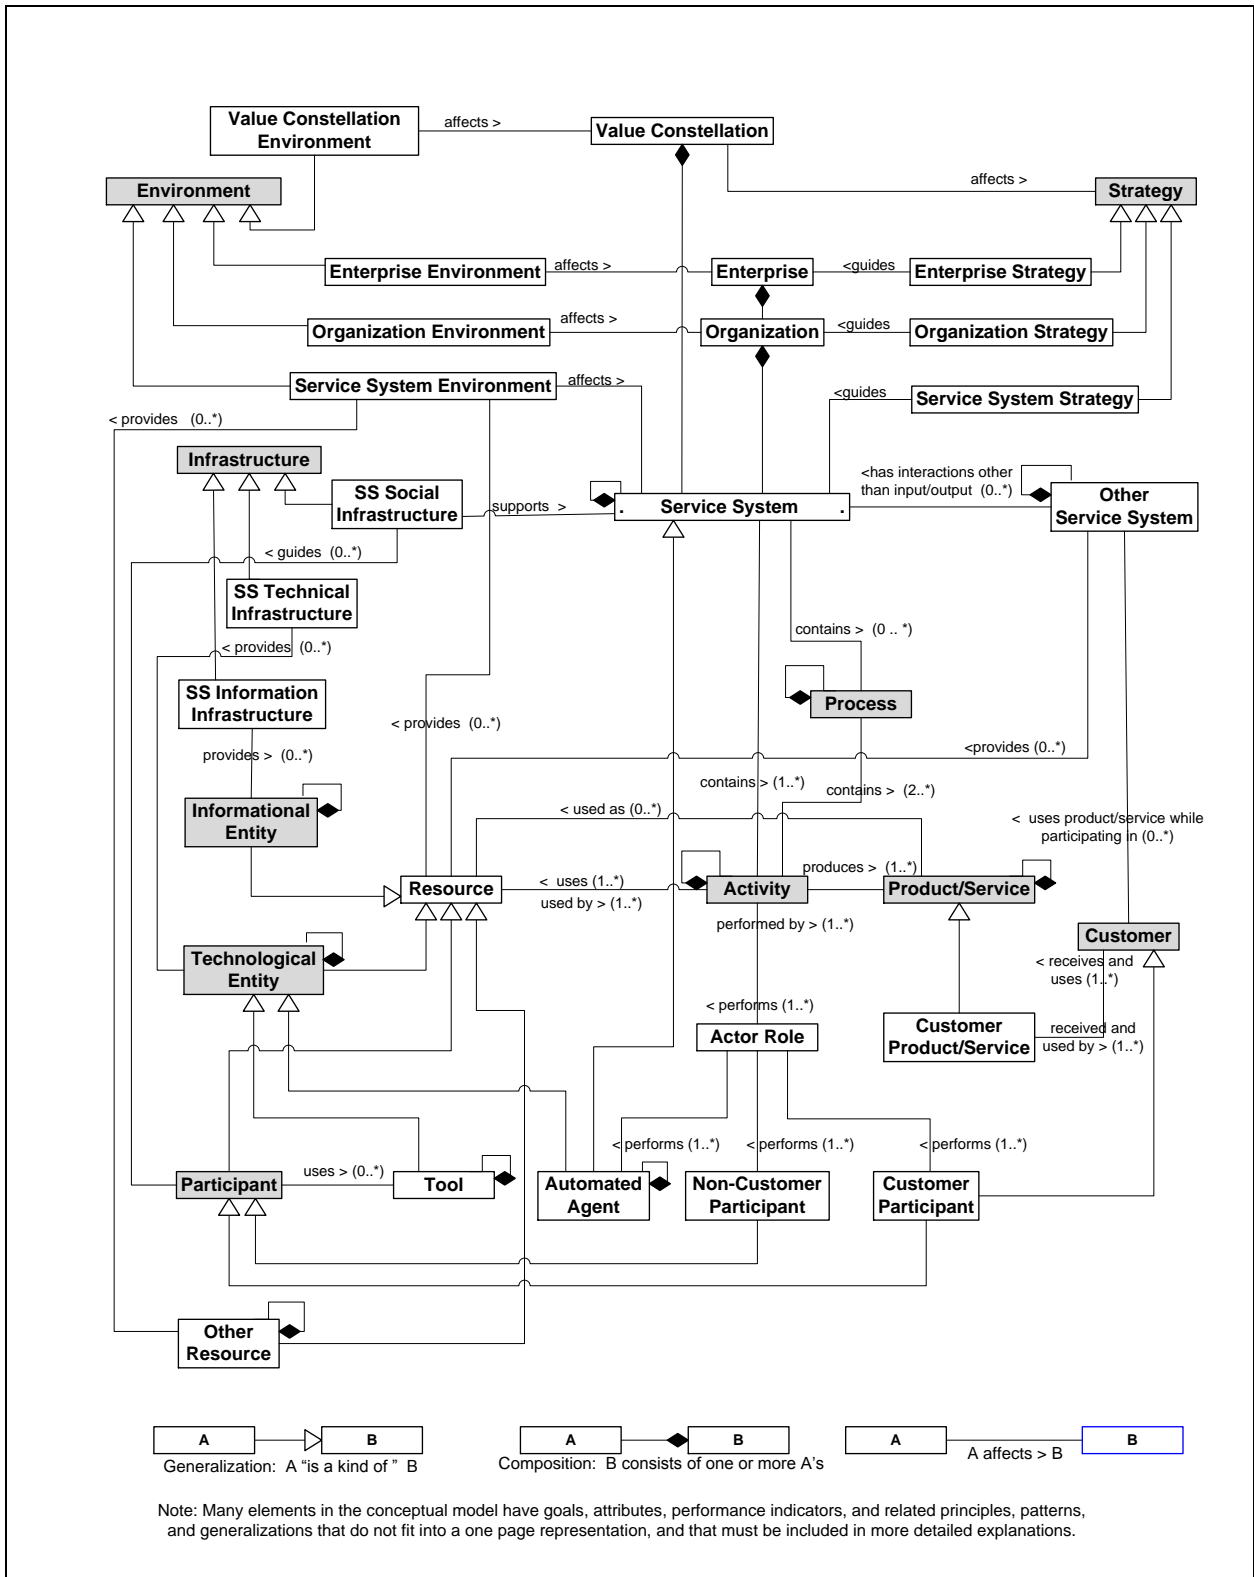 Value Constellation
Environment
affects >
Value Constellation
Environment
affects >
Strategy
Enterprise Environment
affects >
Enterprise
<guides
Enterprise Strategy
Organization Environment
affects >
Organization
<guides
Organization Strategy
Service System Environment
affects >
<guides
Service System Strategy
< provides (0..*)
Infrastructure
SS Social
Infrastructure
supports >
. Service System .
<has interactions other
than input/output (0..*)
Other
Service System
< guides (0..*)
SS Technical
Infrastructure
< provides (0..*)
contains > (0 .. *)
SS Information
Infrastructure
Process
< provides (0..*)
<provides (0..*)
provides > (0..*)
contains > (1..*)
contains > (2..*)
Informational
Entity
< used as (0..*)
< uses product/service while
participating in (0..*)
Resource
< uses (1..*)
used by > (1..*)
Activity
produces > (1..*)
Product/Service
performed by > (1..*)
Customer
Technological
Entity
< receives and
uses (1..*)
< performs (1..*)
Actor Role
Customer
Product/Service
received and
used by > (1..*)
< performs (1..*)
< performs (1..*)
< performs (1..*)
Participant
uses > (0..*)
Tool
Automated
Agent
Non-Customer
Participant
Customer
Participant
Other
Resource
A
B
Generalization: A “is a kind of ” B
A
B
Composition: B consists of one or more A's
A
A affects > B
B
Note: Many elements in the conceptual model have goals, attributes, performance indicators, and related principles, patterns,
and generalizations that do not fit into a one page representation, and that must be included in more detailed explanations.